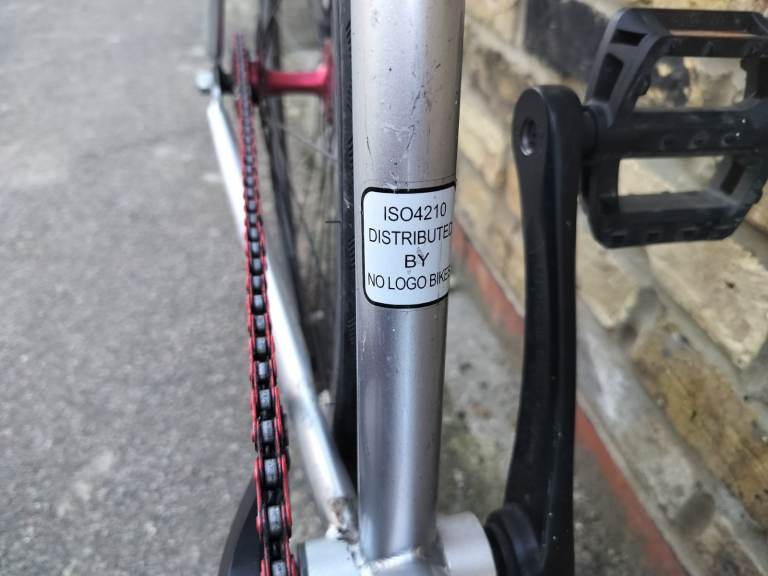 ISO4210
DISTRIBUTED
BY
NO LOGO BIKES